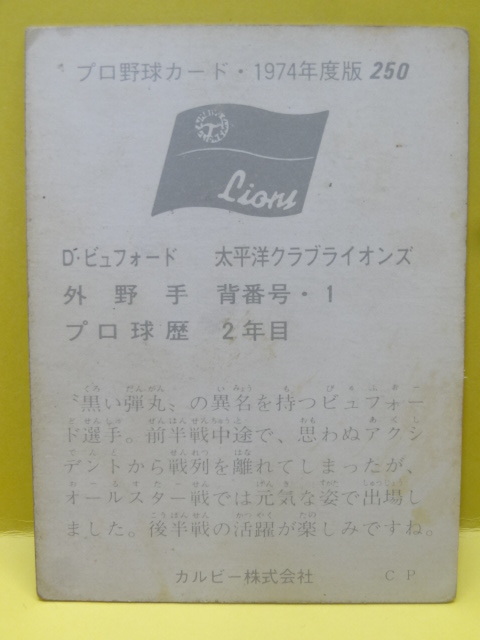 プロ野球カード・1974年度版 250
Lions
D・ビュフォード 太平洋クラブライオンズ
外野手 背番号・1
プロ球歴 2年目
〝黒い弾丸〟の異名を持つビュフォー
ド選手。前半戦中途で、思わぬアクシ
デントから戦列を離れてしまったが、
オールスター戦では元気な姿で出場し
ました。後半戦の活躍が楽しみですね。
カルビー株式会社 CP